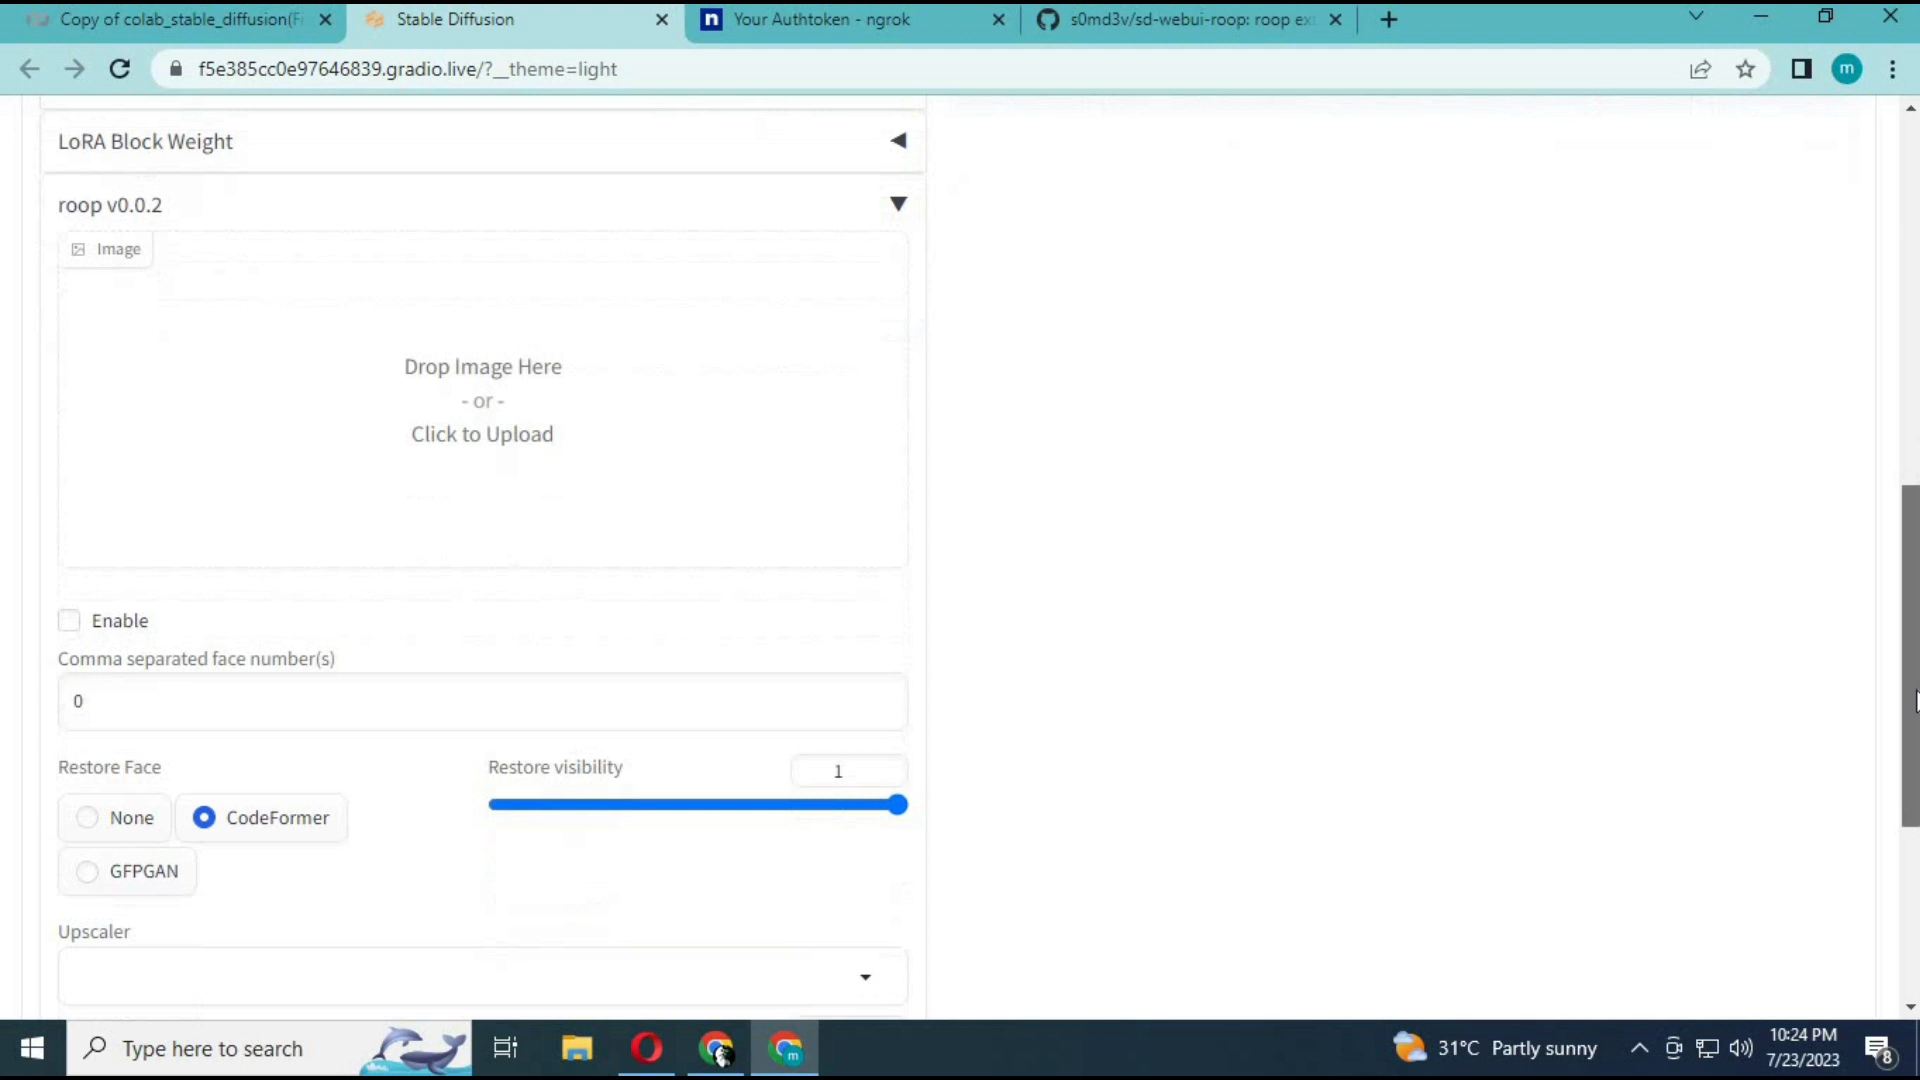 Copy of colab_stable_diffusion(Fi
Stable Diffusion
n Your Authtoken - ngrok
s0md3v/sd-webui-roop: roop ex
f5e385cc0e97646839.gradio.live/?__theme=light
m
LoRA Block Weight
roop v0.0.2
Image
Drop Image Here
- or -
Click to Upload
Enable
Comma separated face number(s)
0
Restore Face
Restore visibility
1
None
CodeFormer
GFPGAN
Upscaler
Type here to search
m
31°C Partly sunny
10:24 PM
7/23/2023
8